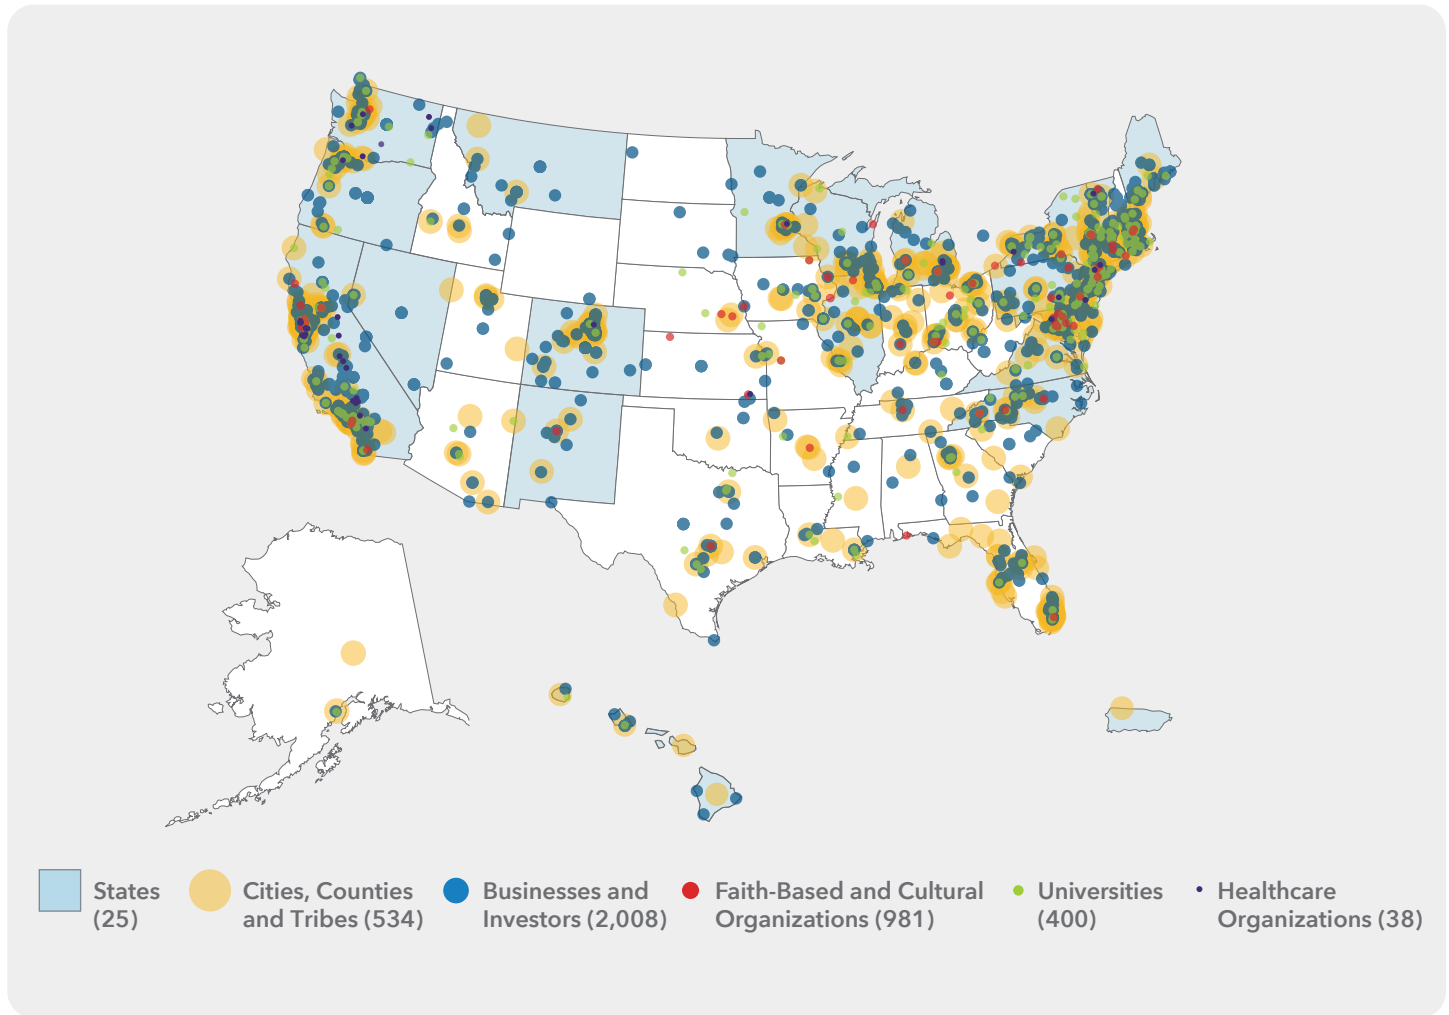 States
(25)
Cities, Counties
and Tribes (534)
Businesses and
Investors (2,008)
Faith-Based and Cultural
Organizations (981)
Universities
(400)
Healthcare
Organizations (38)